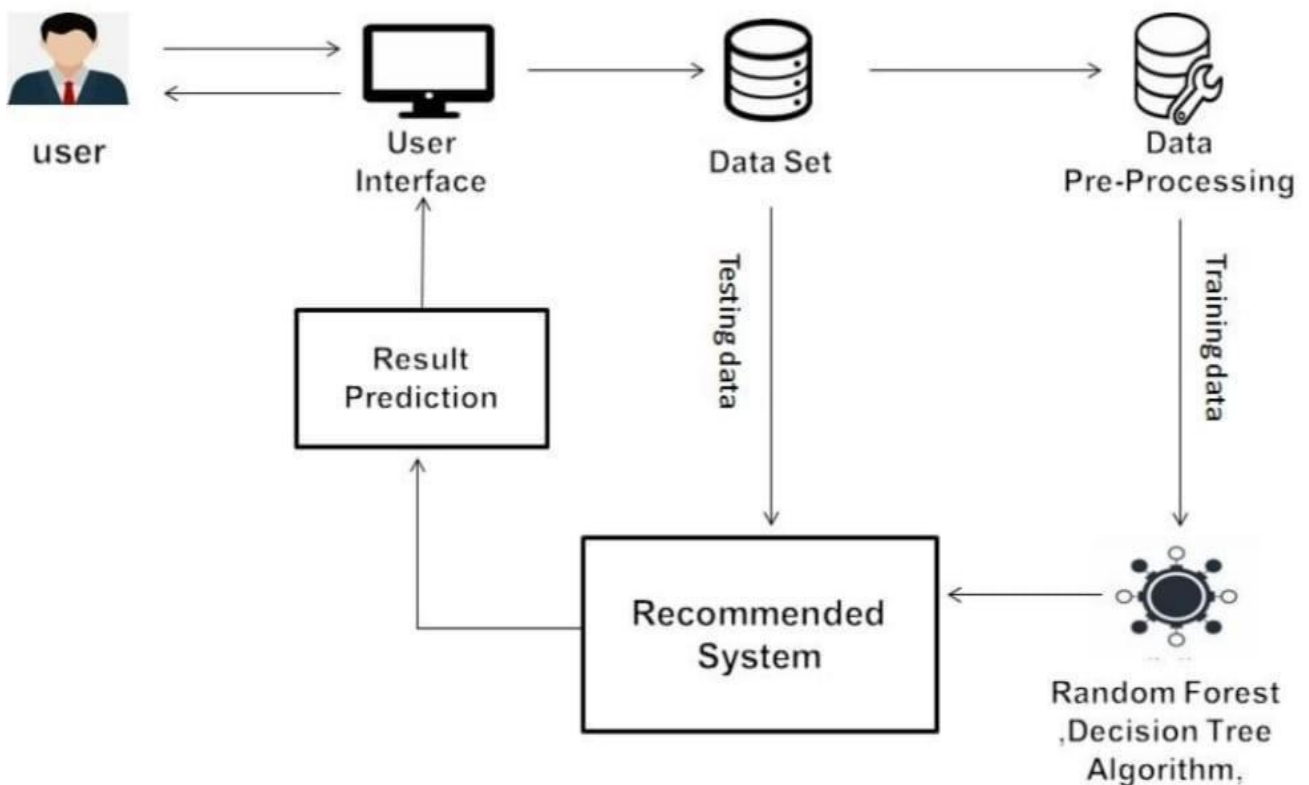 user
User
Interface
Data Set
Data
Pre-Processing
Testing data
Training data
Result
Prediction
Recommended
System
Random Forest
,Decision Tree
Algorithm,